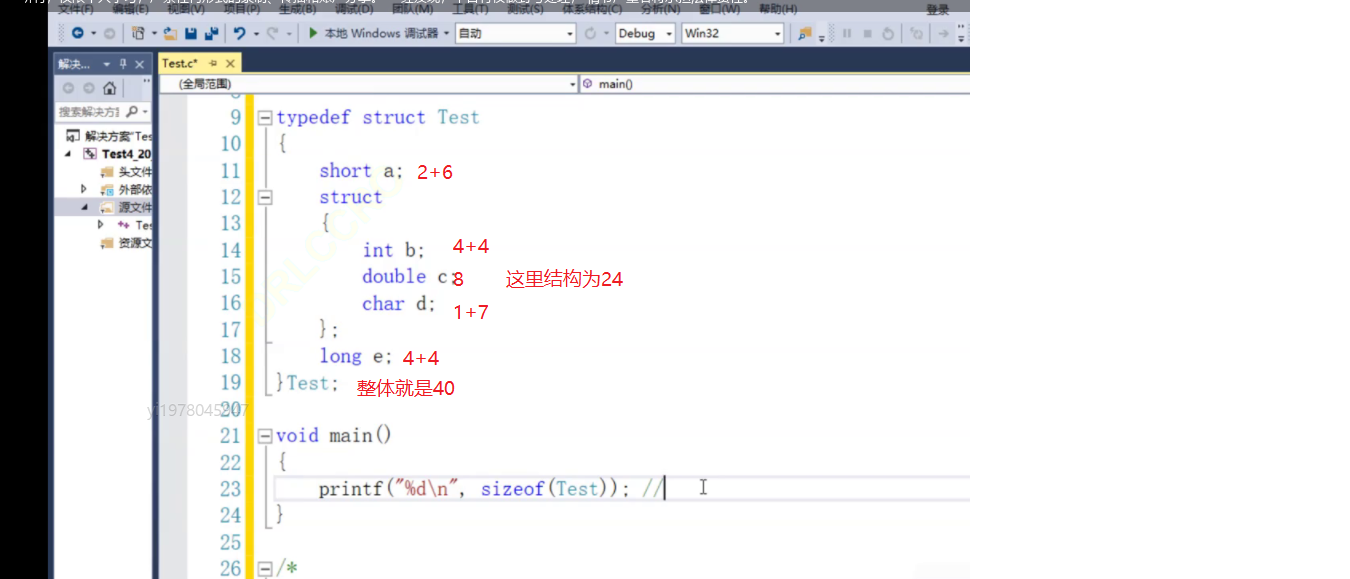 文件(F) 编辑(E) 视图(V) 项目(P) 生成(B) 调试(D) 团队(M) 工具(T) 测试(S) 体系结构(C) 分析(N) 窗口(W) 帮助(H) 登录
本地 Windows 调试器 自动 Debug Win32
解决... Test.c*
(全局范围) main()
搜索解决方
解决方案"Tes
Test4_20
头文件
外部依
源文件
Tes
资源文
8
9 typedef struct Test
10 {
11 short a; 2+6
12 struct
13 {
14 int b; 4+4
15 double c; 8 这里结构为24
16 char d; 1+7
17 };
18 long e; 4+4
19 }Test; 整体就是40
20
21 void main()
22 {
23 printf("%d\n", sizeof(Test)); //
24 }
25
26 /*